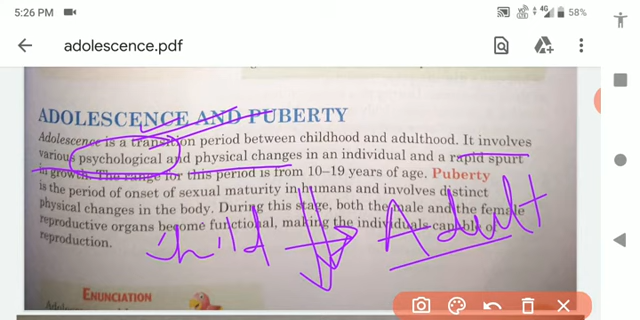 5:26 PM
4G 58%
adolescence.pdf
ADOLESCENCE AND PUBERTY
Adolescence is a transition period between childhood and adulthood. It involves
various psychological and physical changes in an individual and a rapid spurt
in growth. The range for this period is from 10–19 years of age. Puberty
is the period of onset of sexual maturity in humans and involves distinct
physical changes in the body. During this stage, both the male and the female
reproductive organs become functional, making the individuals capable of
reproduction.
Child Adult
ENUNCIATION